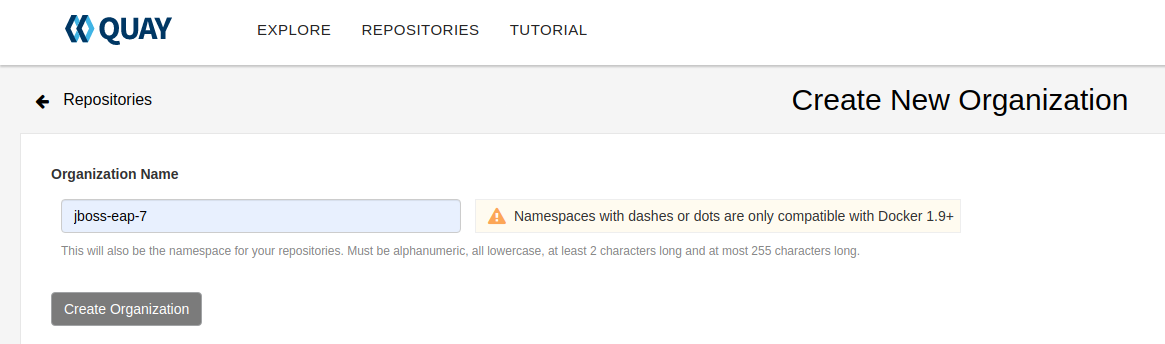 QUAY EXPLORE REPOSITORIES TUTORIAL
Repositories Create New Organization
Organization Name
jboss-eap-7 Namespaces with dashes or dots are only compatible with Docker 1.9+
This will also be the namespace for your repositories. Must be alphanumeric, all lowercase, at least 2 characters long and at most 255 characters long.
Create Organization